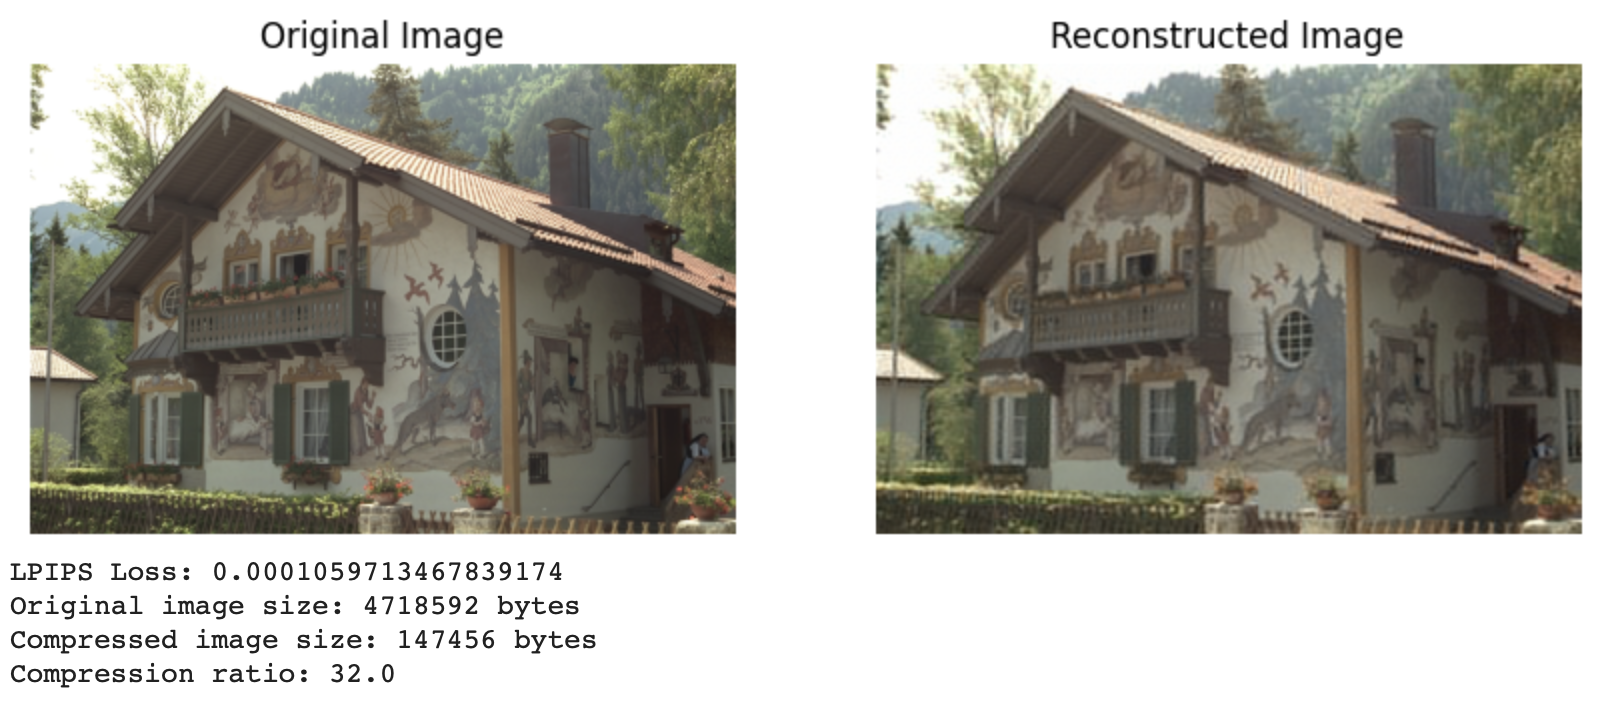 Original Image
Reconstructed Image
LPIPS Loss: 0.0001059713467839174
Original image size: 4718592 bytes
Compressed image size: 147456 bytes
Compression ratio: 32.0